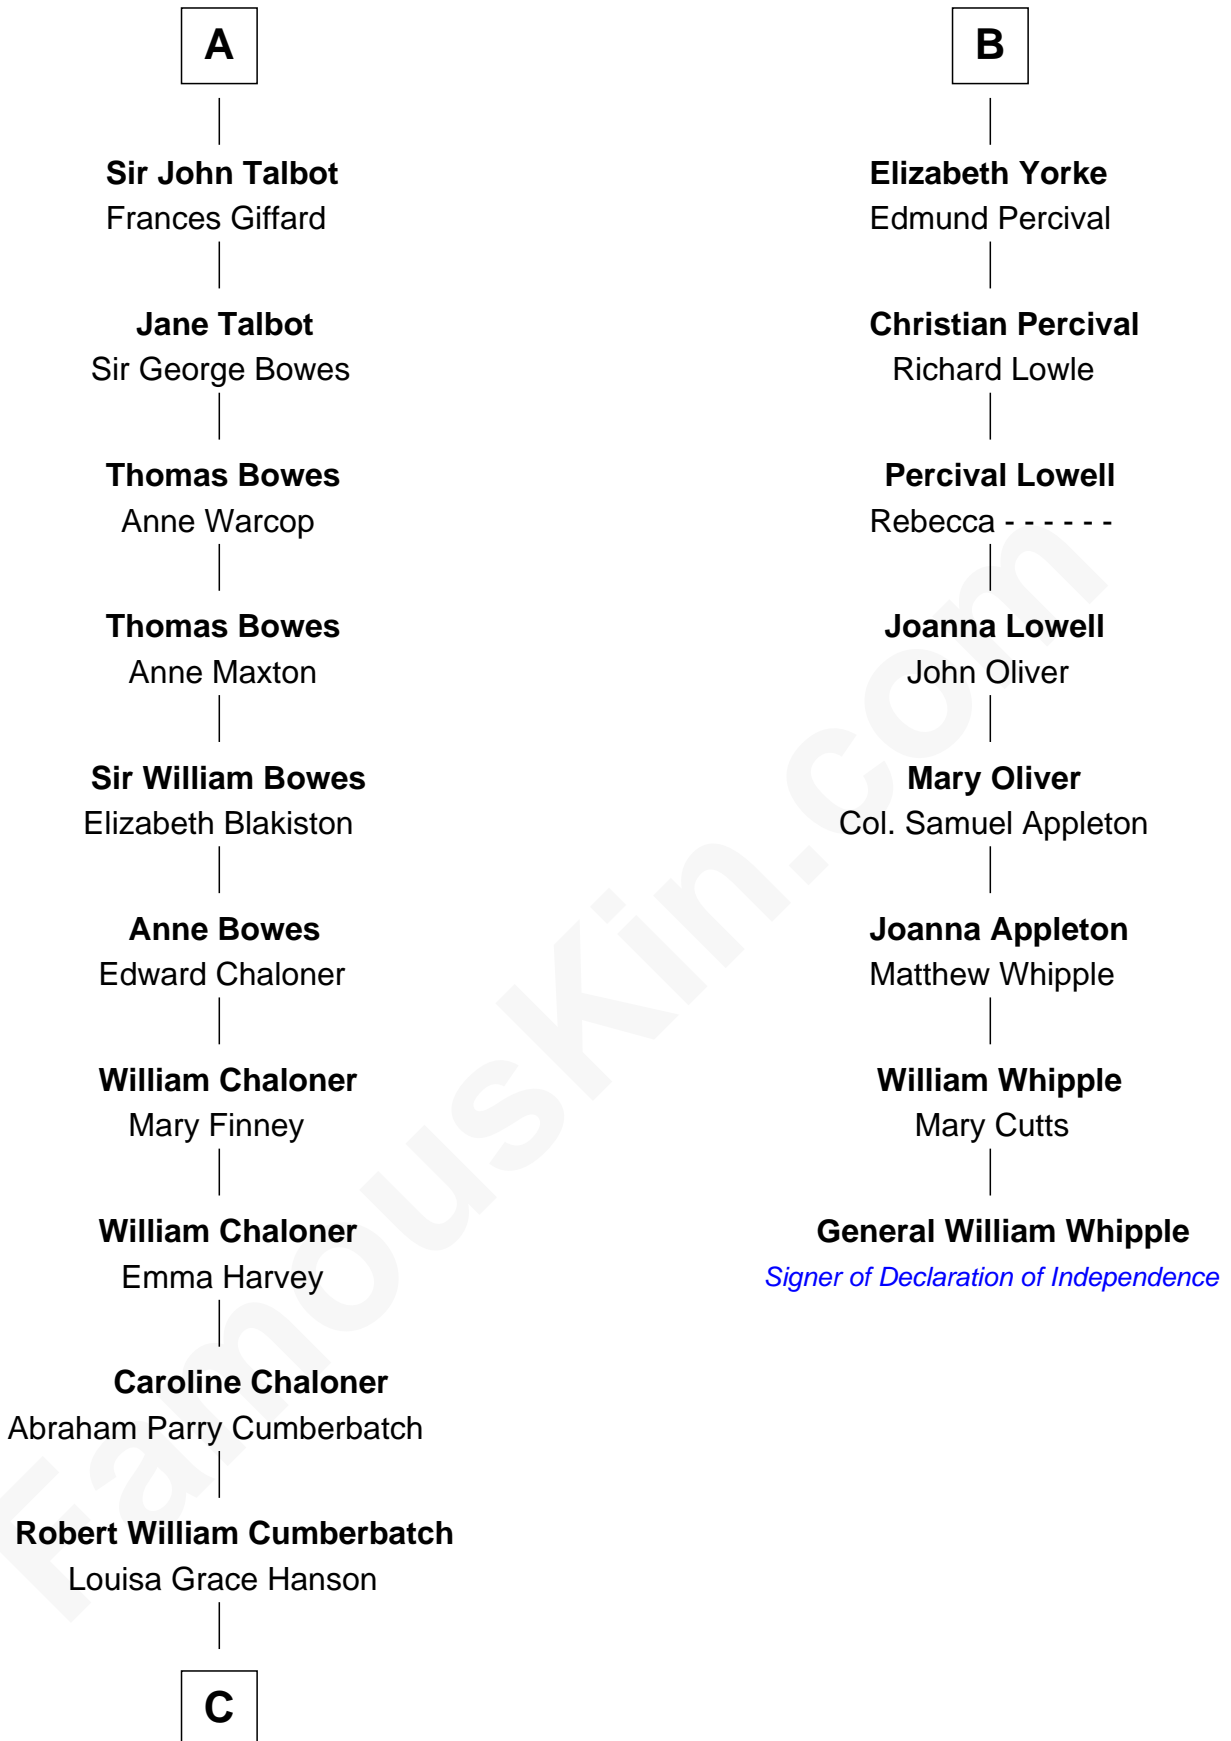 A
Sir John Talbot
Frances Giffard
Jane Talbot
Sir George Bowes
Thomas Bowes
Anne Warcop
Thomas Bowes
Anne Maxton
Sir William Bowes
Elizabeth Blakiston
Anne Bowes
Edward Chaloner
William Chaloner
Mary Finney
William Chaloner
Emma Harvey
Caroline Chaloner
Abraham Parry Cumberbatch
Robert William Cumberbatch
Louisa Grace Hanson
C
B
Elizabeth Yorke
Edmund Percival
Christian Percival
Richard Lowle
Percival Lowell
Rebecca - - - - - -
Joanna Lowell
John Oliver
Mary Oliver
Col. Samuel Appleton
Joanna Appleton
Matthew Whipple
William Whipple
Mary Cutts
General William Whipple
Signer of Declaration of Independence
FamousKin.com